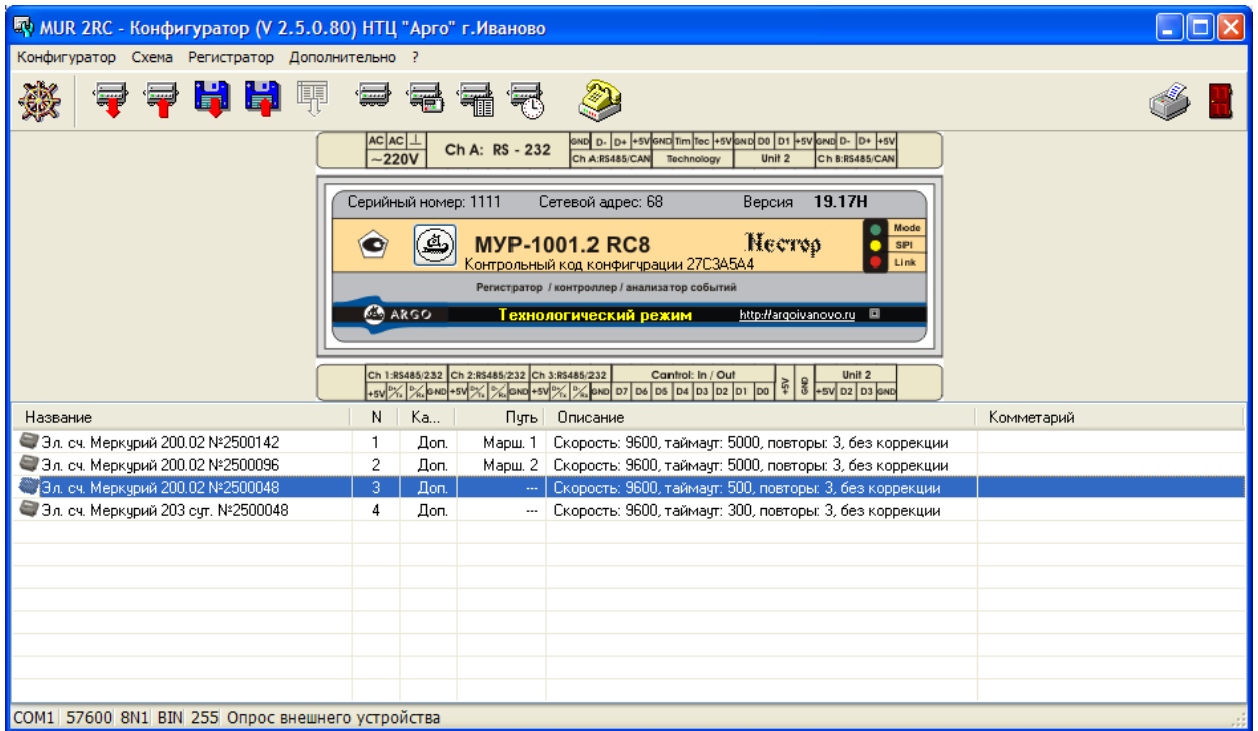 MUR 2RC - Конфигуратор (V 2.5.0.80) НТЦ "Арго" г.Иваново
Конфигуратор Схема Регистратор Дополнительно ?
AC AC ⊥ Ch A: RS - 232 GND D- D+ +5V GND Tim Tec +5V GND D0 D1 +5V GND D- D+ +5V
~220V Ch A:RS485/CAN Technology Unit 2 Ch B:RS485/CAN
Серийный номер: 1111 Сетевой адрес: 68 Версия 19.17Н
Mode
МУР-1001.2 RC8 Нестор SPI
Контрольный код конфигурации 27C3A5A4 Link
Регистратор / контроллер / анализатор событий
ARGO Технологический режим http://argoivanovo.ru
Ch 1:RS485/232 Ch 2:RS485/232 Ch 3:RS485/232 Cantrol: In / Out +5V GND Unit 2
+5V D+/Tx D-/Rx GND +5V D+/Tx D-/Rx GND +5V D+/Tx D-/Rx GND D7 D6 D5 D4 D3 D2 D1 D0 +5V D2 D3 GND
Название N Ка... Путь Описание Комметарий
Эл. сч. Меркурий 200.02 №2500142 1 Доп. Марш. 1 Скорость: 9600, таймаут: 5000, повторы: 3, без коррекции
Эл. сч. Меркурий 200.02 №2500096 2 Доп. Марш. 2 Скорость: 9600, таймаут: 5000, повторы: 3, без коррекции
Эл. сч. Меркурий 200.02 №2500048 3 Доп. --- Скорость: 9600, таймаут: 500, повторы: 3, без коррекции
Эл. сч. Меркурий 203 сут. №2500048 4 Доп. --- Скорость: 9600, таймаут: 300, повторы: 3, без коррекции
COM1 57600 8N1 BIN 255 Опрос внешнего устройства